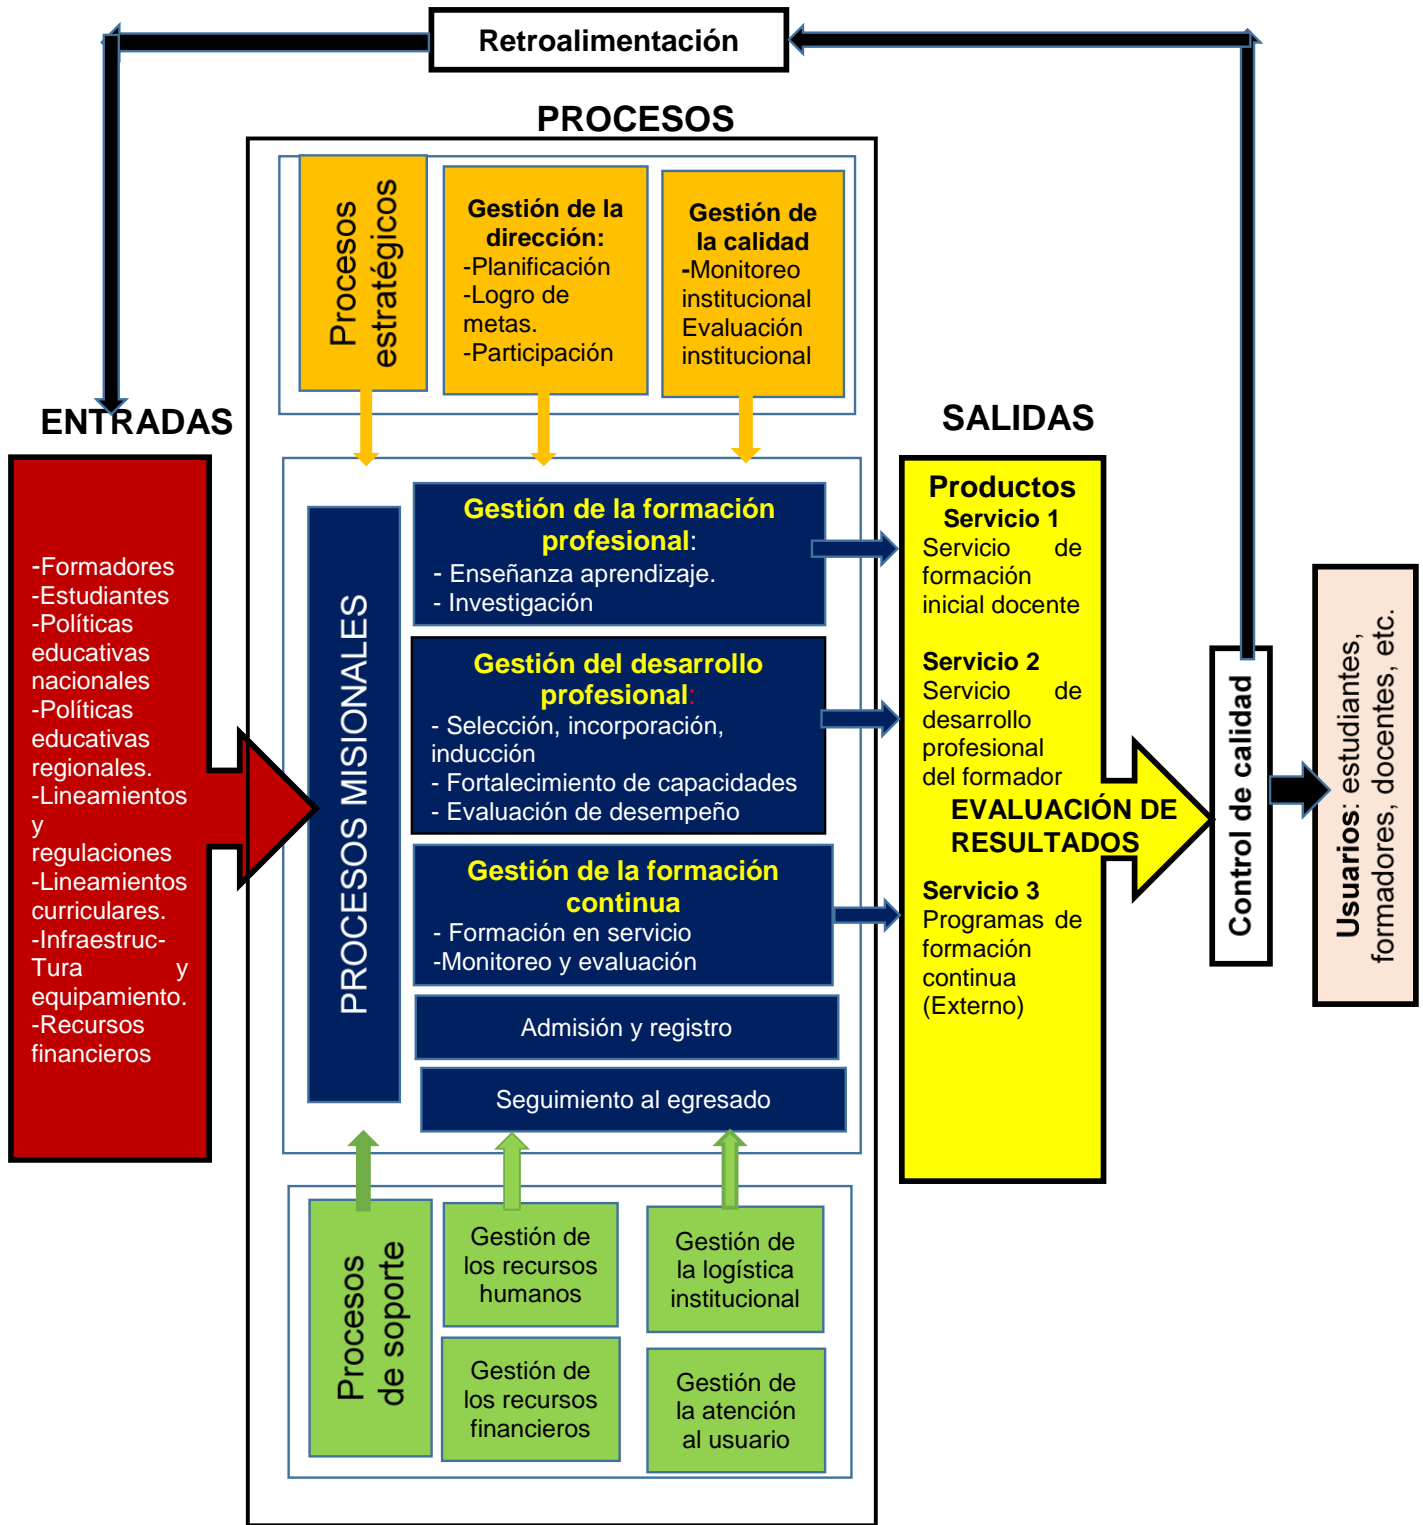 Retroalimentación
PROCESOS
Procesos
estratégicos
Gestión de la
dirección:
-Planificación
-Logro de
metas.
-Participación
Gestión de
la calidad
-Monitoreo
institucional
Evaluación
institucional
ENTRADAS
-Formadores
-Estudiantes
-Políticas
educativas
nacionales
-Políticas
educativas
regionales.
-Lineamientos
y
regulaciones
-Lineamientos
curriculares.
-Infraestruc-
Tura y
equipamiento.
-Recursos
financieros
PROCESOS MISIONALES
Gestión de la formación
profesional:
- Enseñanza aprendizaje.
- Investigación
Gestión del desarrollo
profesional:
- Selección, incorporación,
inducción
- Fortalecimiento de capacidades
- Evaluación de desempeño
Gestión de la formación
continua
- Formación en servicio
-Monitoreo y evaluación
Admisión y registro
Seguimiento al egresado
Procesos
de soporte
Gestión de
los recursos
humanos
Gestión de
la logística
institucional
Gestión de
los recursos
financieros
Gestión de
la atención
al usuario
SALIDAS
Productos
Servicio 1
Servicio de
formación
inicial docente
Servicio 2
Servicio de
desarrollo
profesional
del formador
EVALUACIÓN DE
RESULTADOS
Servicio 3
Programas de
formación
continua
(Externo)
Control de calidad
Usuarios: estudiantes,
formadores, docentes, etc.